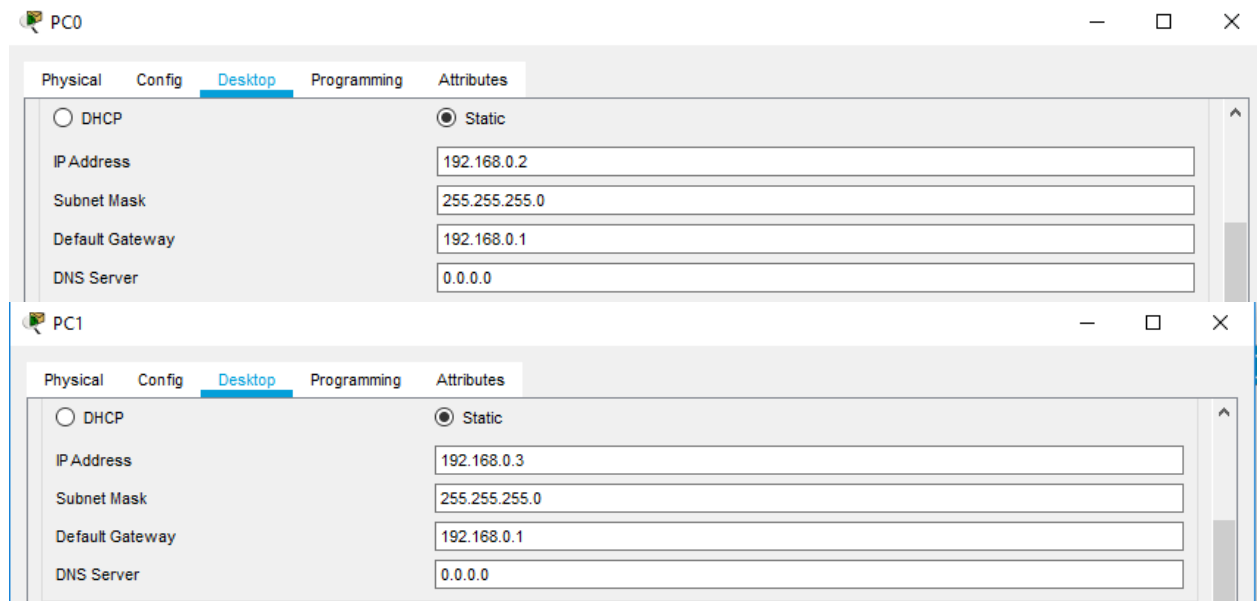 PC0
Physical Config Desktop Programming Attributes
DHCP Static
IP Address 192.168.0.2
Subnet Mask 255.255.255.0
Default Gateway 192.168.0.1
DNS Server 0.0.0.0
PC1
Physical Config Desktop Programming Attributes
DHCP Static
IP Address 192.168.0.3
Subnet Mask 255.255.255.0
Default Gateway 192.168.0.1
DNS Server 0.0.0.0